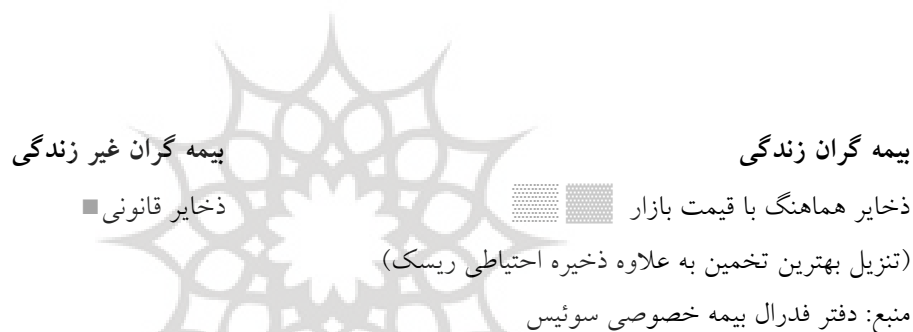 بیمه گران زندگی بیمه گران غیر زندگی
ذخایر هماهنگ با قیمت بازار ذخایر قانونی
(تنزیل بهترین تخمین به علاوه ذخیره احتیاطی ریسک)
منبع: دفتر فدرال بیمه خصوصی سوئیس